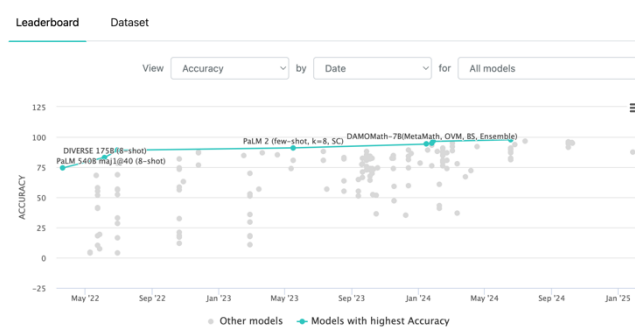 Leaderboard Dataset
View Accuracy by Date for All models
125
100
75
50
25
0
-25
ACCURACY
DAMOMath-7B(MetaMath, OVM, BS, Ensemble)
PaLM 2 (few-shot, k=8, SC)
DIVERSE 175B (8-shot)
PaLM 540B maj1@40 (8-shot)
May '22 Sep '22 Jan '23 May '23 Sep '23 Jan '24 May '24 Sep '24 Jan '25
Other models Models with highest Accuracy